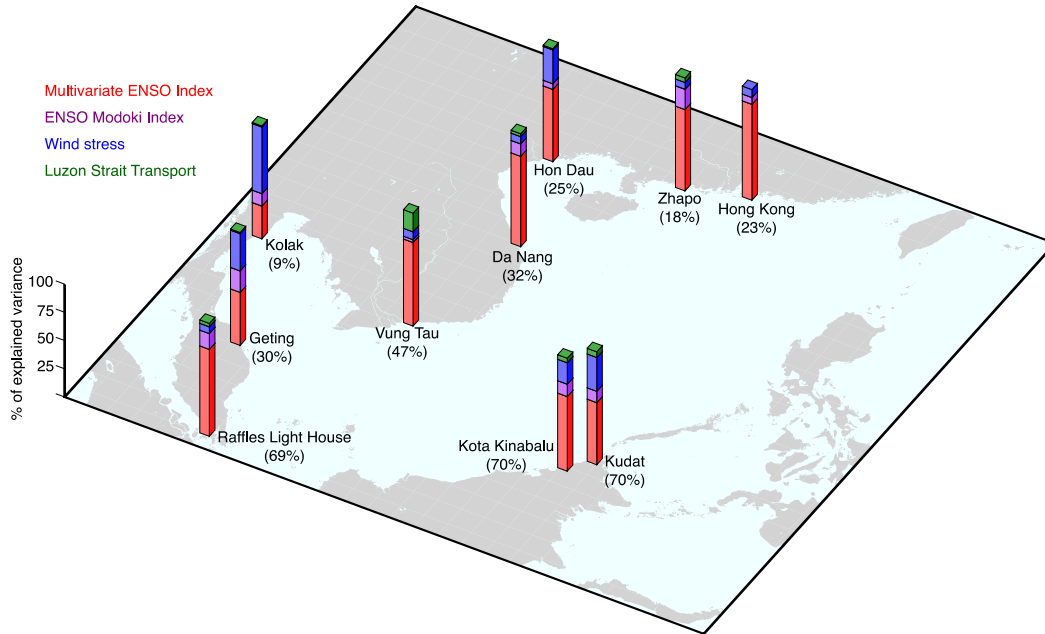 Multivariate ENSO Index
ENSO Modoki Index
Wind stress
Luzon Strait Transport
Hon Dau
(25%)
Zhapo
(18%)
Hong Kong
(23%)
Kolak
(9%)
Da Nang
(32%)
% of explained variance
100
75
50
25
Geting
(30%)
Vung Tau
(47%)
Raffles Light House
(69%)
Kota Kinabalu
(70%)
Kudat
(70%)